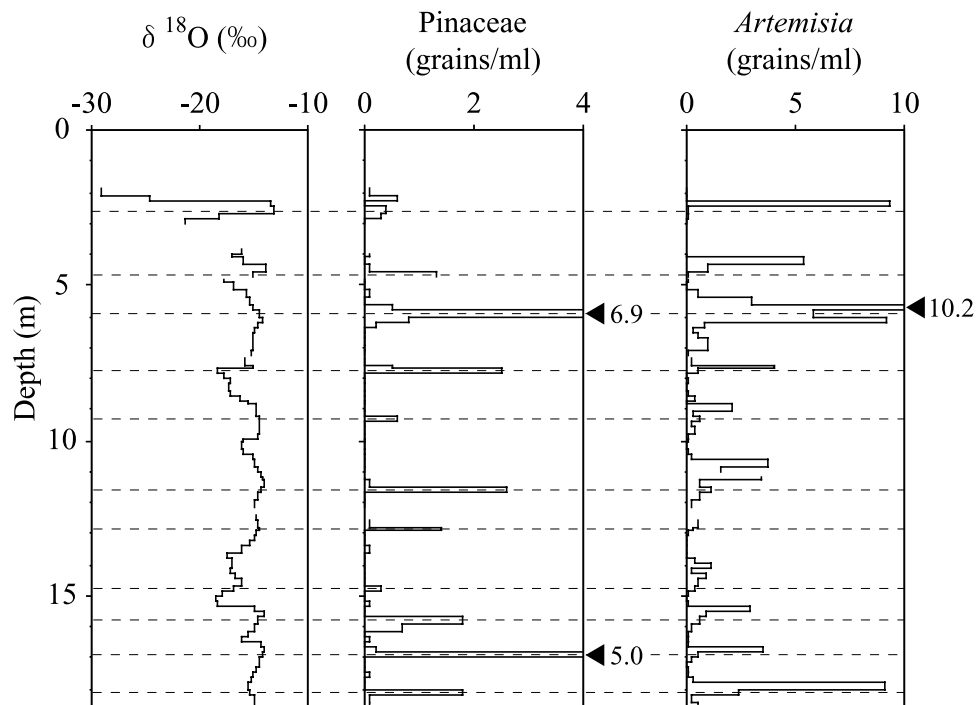 δ ¹⁸O (‰)
Pinaceae
(grains/ml)
Artemisia
(grains/ml)
-30 -20 -10
0 2 4
0 5 10
Depth (m)
0
5
10
15
6.9
10.2
5.0